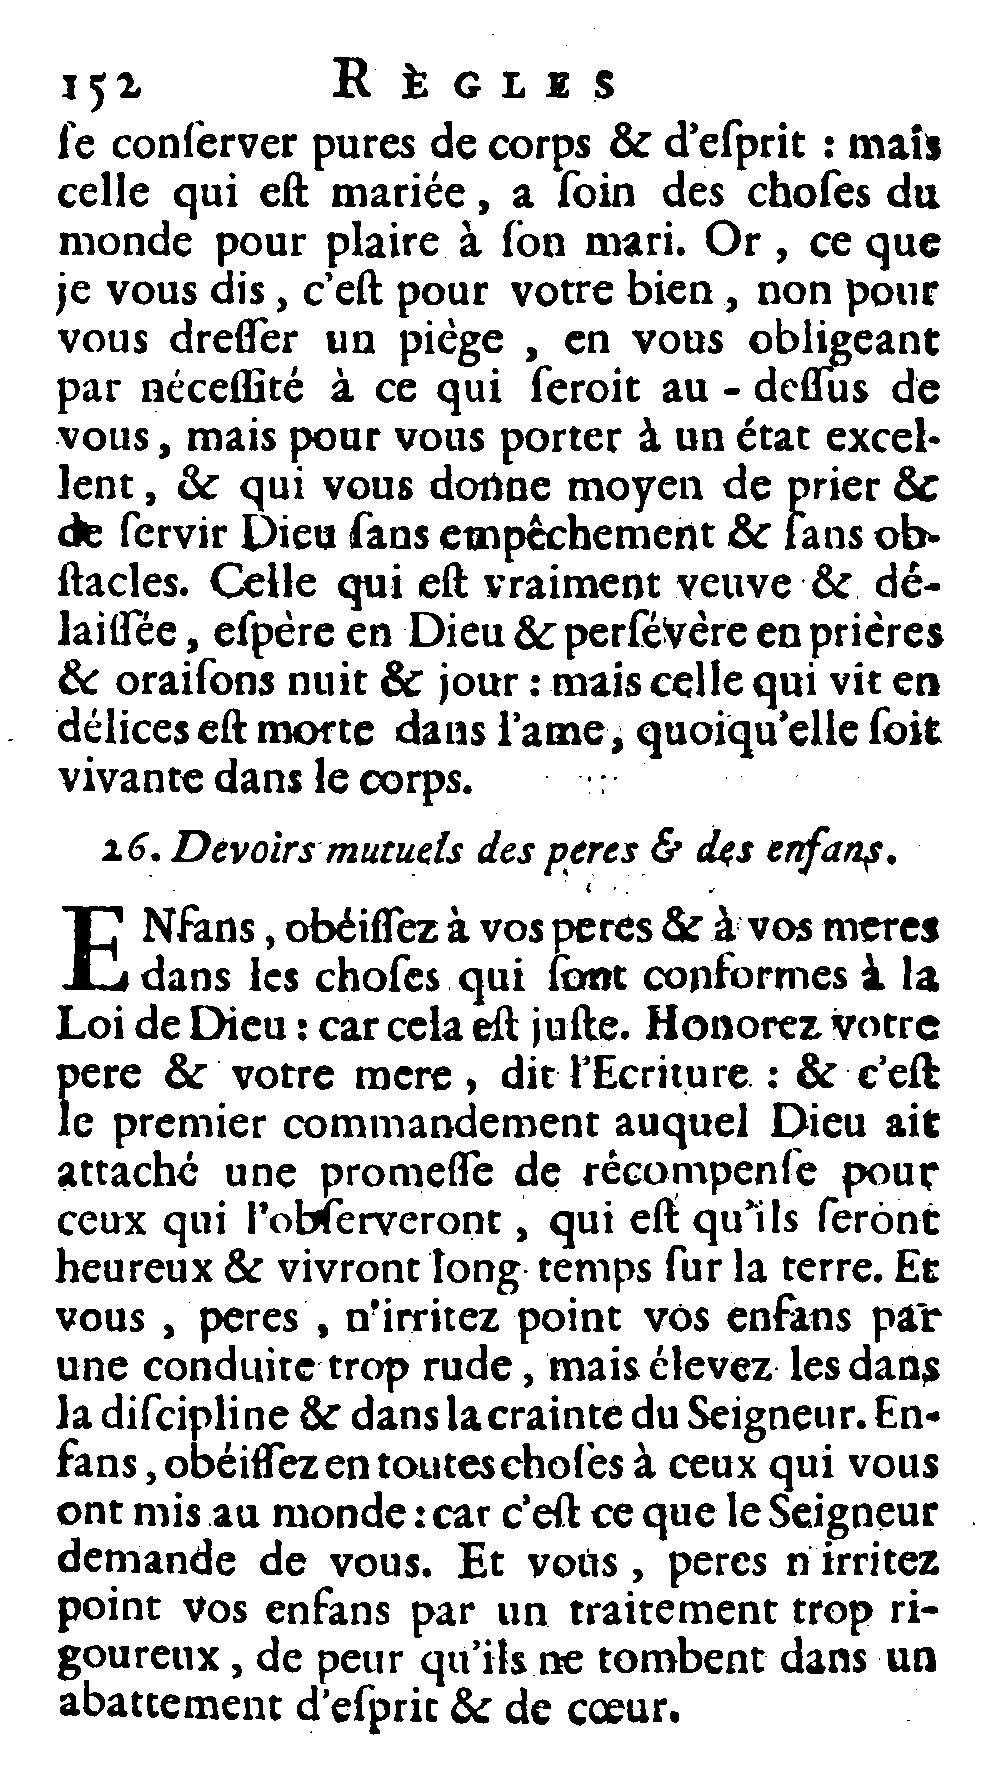 152 RÈGLES
ſe conſerver pures de corps & d'eſprit : mais
celle qui eſt mariée, a ſoin des choſes du
monde pour plaire à ſon mari. Or, ce que
je vous dis, c'eſt pour votre bien, non pour
vous dreſſer un piège, en vous obligeant
par néceſſité à ce qui ſeroit au-deſſus de
vous, mais pour vous porter à un état excel-
lent, & qui vous donne moyen de prier &
de ſervir Dieu ſans empêchement & ſans ob-
ſtacles. Celle qui eſt vraiment veuve & dé-
laiſſée, eſpère en Dieu & perſévère en prières
& oraiſons nuit & jour : mais celle qui vit en
délices eſt morte dans l'ame, quoiqu'elle ſoit
vivante dans le corps.
26. Devoirs mutuels des peres & des enfans.
ENfans, obéiſſez à vos peres & à vos meres
dans les choſes qui ſont conformes à la
Loi de Dieu : car cela eſt juſte. Honorez votre
pere & votre mere, dit l'Ecriture : & c'eſt
le premier commandement auquel Dieu ait
attaché une promeſſe de récompenſe pour
ceux qui l'obſerveront, qui eſt qu'ils ſeront
heureux & vivront long temps ſur la terre. Et
vous, peres, n'irritez point vos enfans par
une conduite trop rude, mais élevez les dans
la diſcipline & dans la crainte du Seigneur. En-
fans, obéiſſez en toutes choſes à ceux qui vous
ont mis au monde : car c'eſt ce que le Seigneur
demande de vous. Et vous, peres n'irritez
point vos enfans par un traitement trop ri-
goureux, de peur qu'ils ne tombent dans un
abattement d'eſprit & de cœur.